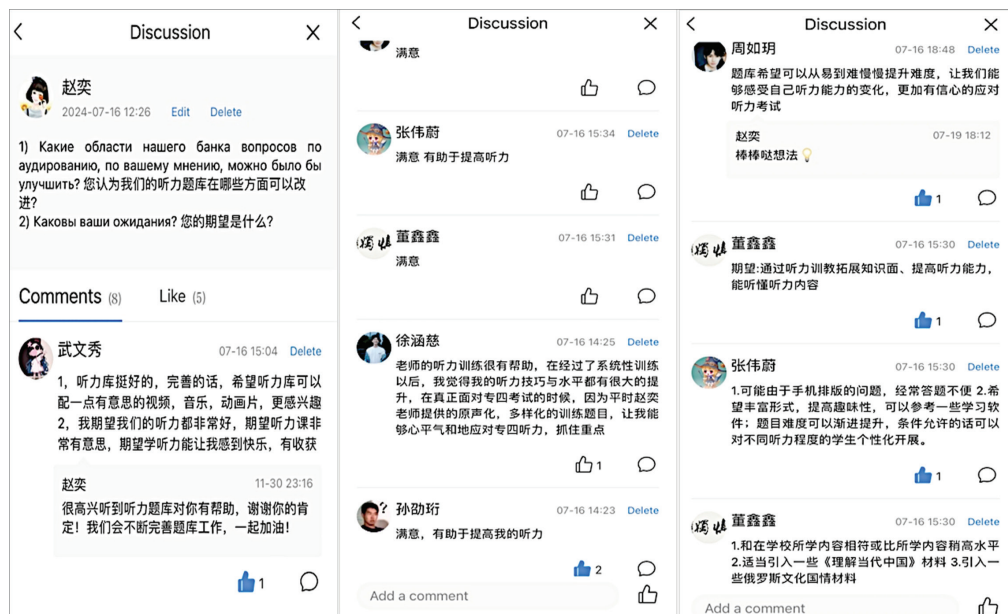 Discussion
赵奕
2024-07-16 12:26 Edit Delete
1) Какие области нашего банка вопросов по
аудированию, по вашему мнению, можно было бы
улучшить? 您认为我们的听力题库在哪些方面可以改
进?
2) Каковы ваши ожидания? 您的期望是什么?
Comments (8) Like (5)
武文秀 07-16 15:04 Delete
1，听力库挺好的，完善的话，希望听力库可以
配一点有意思的视频，音乐，动画片，更感兴趣
2，我期望我们的听力都非常好，期望听力课非
常有意思，期望学听力能让我感到快乐，有收获
赵奕 11-30 23:16
很高兴听到听力题库对你有帮助，谢谢你的肯
定！我们会不断完善题库工作，一起加油！
1
Discussion
满意
张伟蔚 07-16 15:34 Delete
满意 有助于提高听力
董鑫鑫 07-16 15:31 Delete
满意
徐涵慈 07-16 14:25 Delete
老师的听力训练很有帮助，在经过了系统性训练
以后，我觉得我的听力技巧与水平都有很大的提
升，在真正面对专四考试的时候，因为平时赵奕
老师提供的原声化，多样化的训练题目，让我能
够心平气和地应对专四听力，抓住重点
1
孙劭珩 07-16 14:23 Delete
满意，有助于提高我的听力
2
Add a comment
Discussion
周如玥 07-16 18:48 Delete
题库希望可以从易到难慢慢提升难度，让我们能
够感受自己听力能力的变化，更加有信心的应对
听力考试
赵奕 07-19 18:12
棒棒哒想法💡
1
董鑫鑫 07-16 15:30 Delete
期望:通过听力训教拓展知识面、提高听力能力，
能听懂听力内容
1
张伟蔚 07-16 15:30 Delete
1.可能由于手机排版的问题，经常答题不便 2.希
望丰富形式，提高趣味性，可以参考一些学习软
件；题目难度可以渐进提升，条件允许的话可以
对不同听力程度的学生个性化开展。
1
董鑫鑫 07-16 15:30 Delete
1.和在学校所学内容相符或比所学内容稍高水平
2.适当引入一些《理解当代中国》材料 3.引入一
些俄罗斯文化国情材料
Add a comment